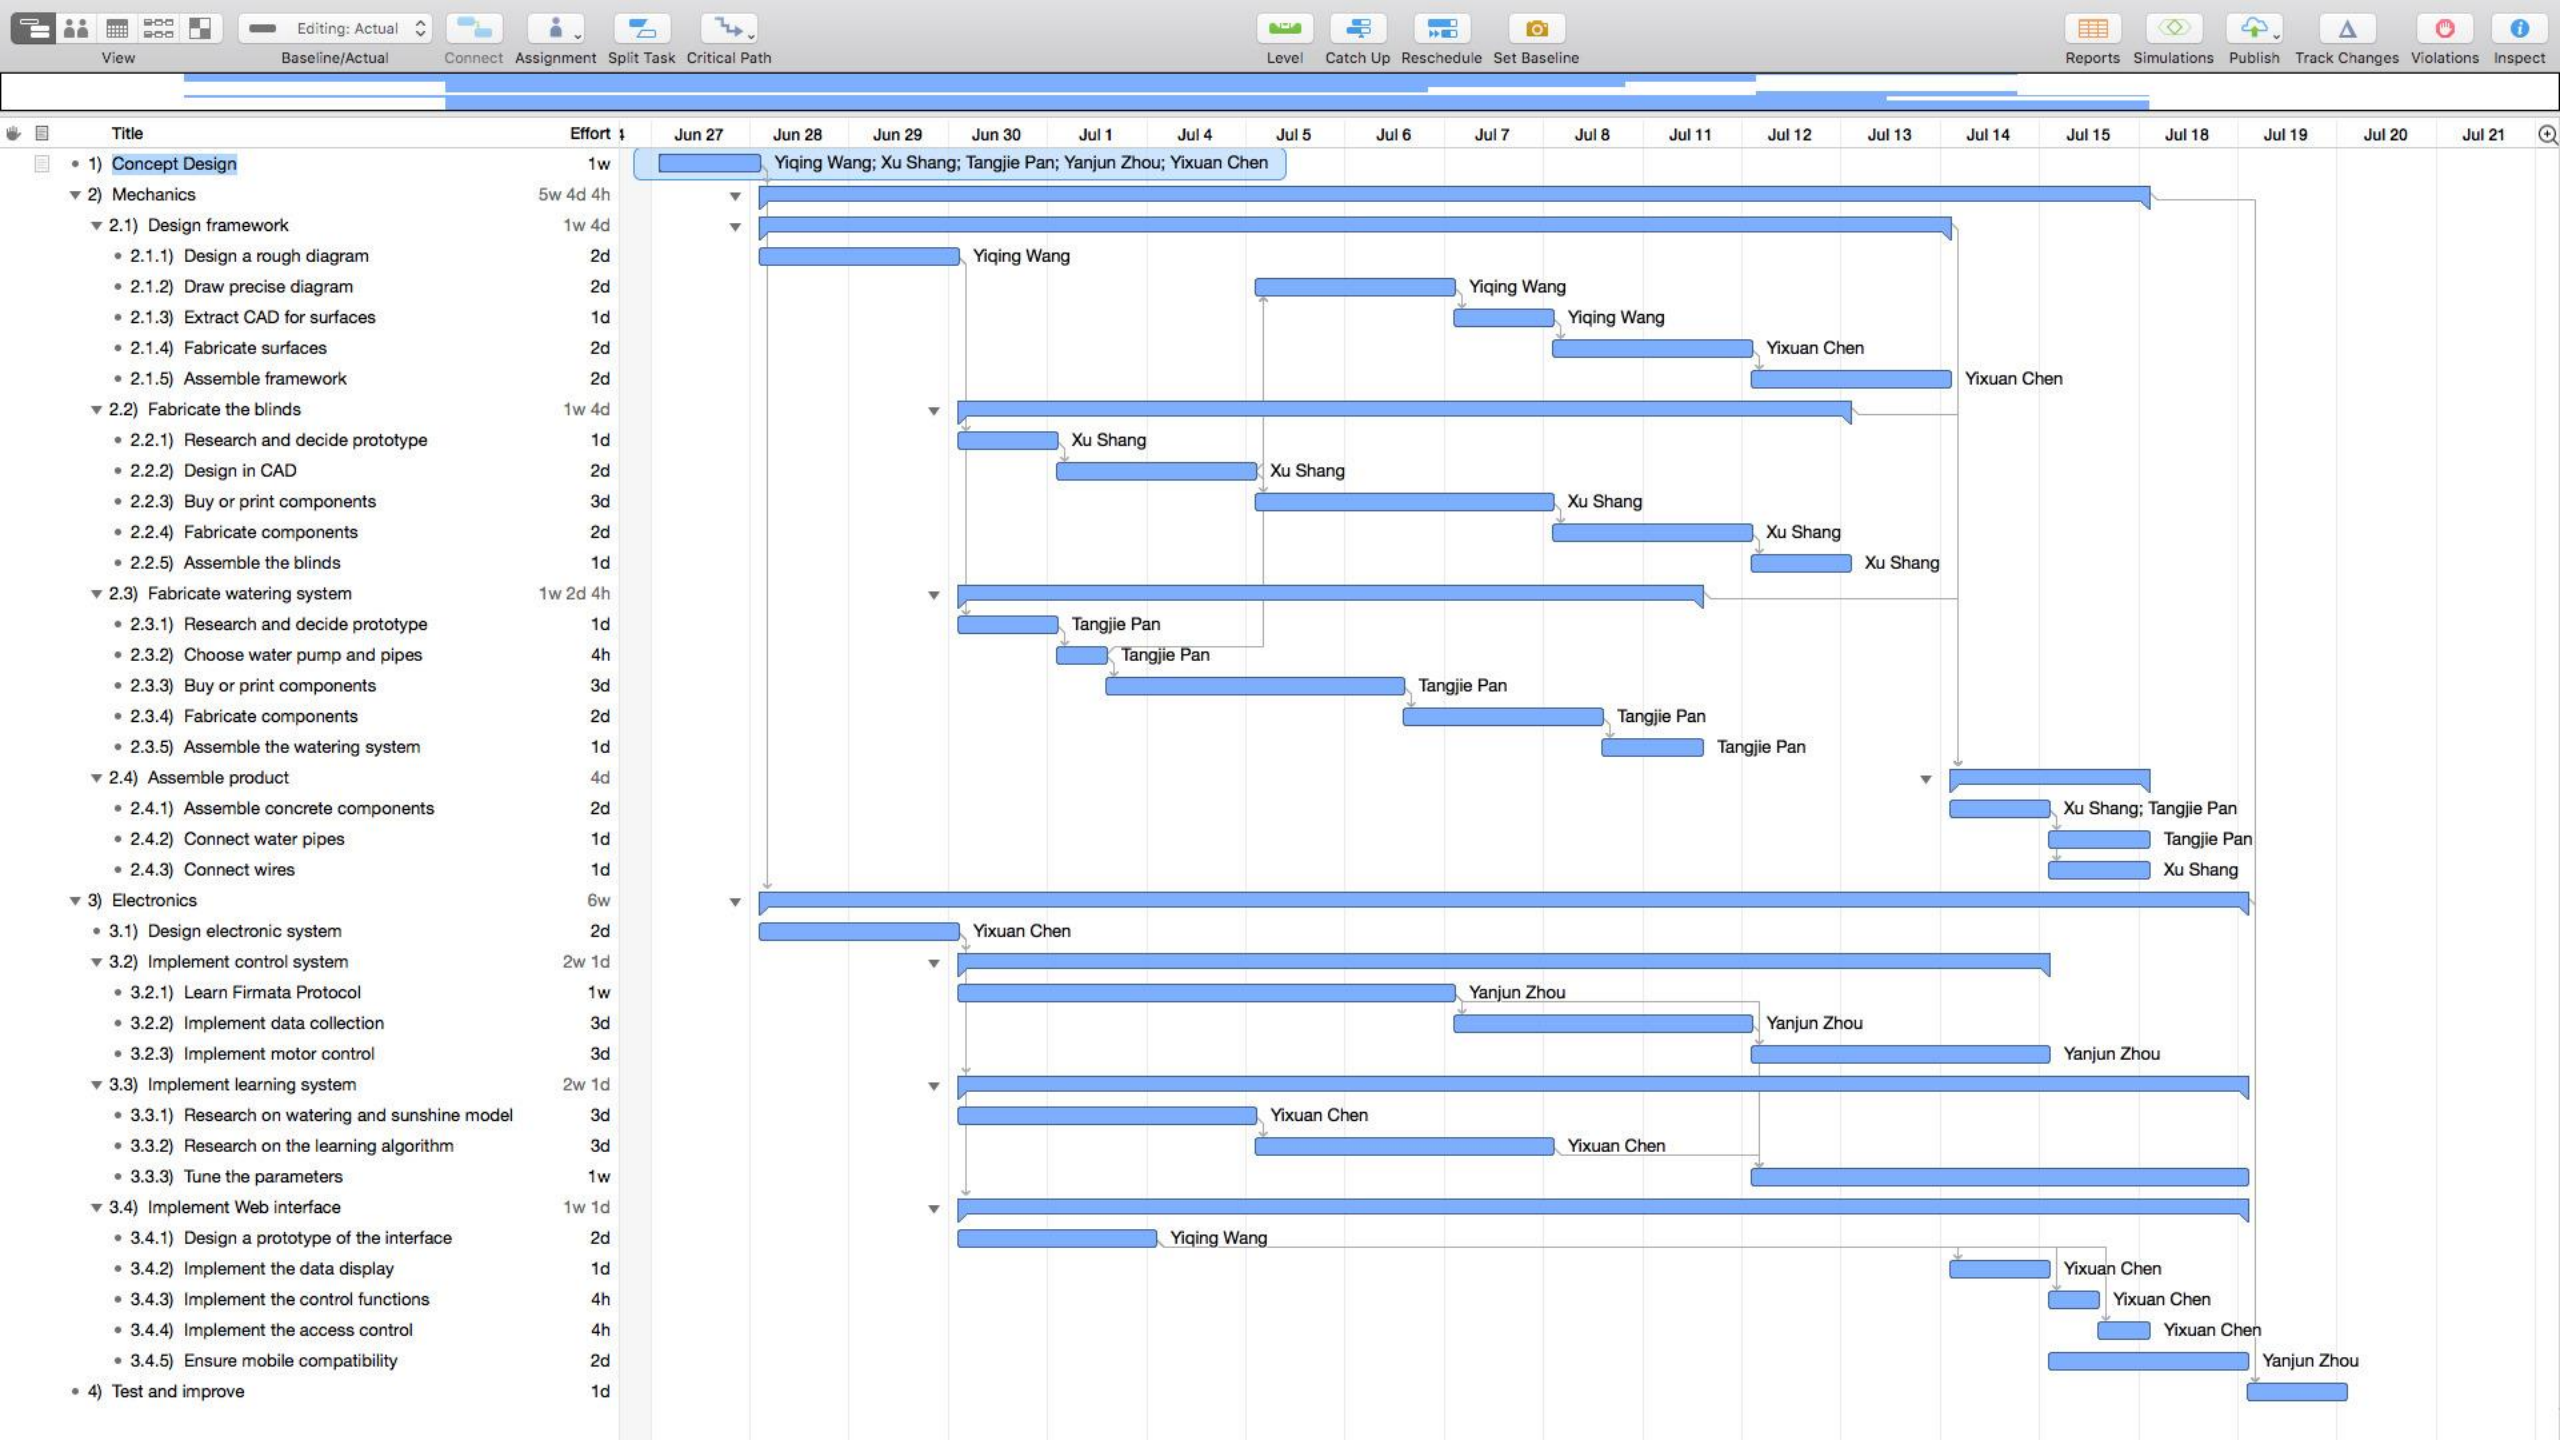 Editing: Actual
View Baseline/Actual Connect Assignment Split Task Critical Path Level Catch Up Reschedule Set Baseline Reports Simulations Publish Track Changes Violations Inspect
Title Effort 4 Jun 27 Jun 28 Jun 29 Jun 30 Jul 1 Jul 4 Jul 5 Jul 6 Jul 7 Jul 8 Jul 11 Jul 12 Jul 13 Jul 14 Jul 15 Jul 18 Jul 19 Jul 20 Jul 21
1) Concept Design 1w Yiqing Wang; Xu Shang; Tangjie Pan; Yanjun Zhou; Yixuan Chen
2) Mechanics 5w 4d 4h
2.1) Design framework 1w 4d
2.1.1) Design a rough diagram 2d Yiqing Wang
2.1.2) Draw precise diagram 2d Yiqing Wang
2.1.3) Extract CAD for surfaces 1d Yiqing Wang
2.1.4) Fabricate surfaces 2d Yixuan Chen
2.1.5) Assemble framework 2d Yixuan Chen
2.2) Fabricate the blinds 1w 4d
2.2.1) Research and decide prototype 1d Xu Shang
2.2.2) Design in CAD 2d Xu Shang
2.2.3) Buy or print components 3d Xu Shang
2.2.4) Fabricate components 2d Xu Shang
2.2.5) Assemble the blinds 1d Xu Shang
2.3) Fabricate watering system 1w 2d 4h
2.3.1) Research and decide prototype 1d Tangjie Pan
2.3.2) Choose water pump and pipes 4h Tangjie Pan
2.3.3) Buy or print components 3d Tangjie Pan
2.3.4) Fabricate components 2d Tangjie Pan
2.3.5) Assemble the watering system 1d Tangjie Pan
2.4) Assemble product 4d
2.4.1) Assemble concrete components 2d Xu Shang; Tangjie Pan
2.4.2) Connect water pipes 1d Tangjie Pan
2.4.3) Connect wires 1d Xu Shang
3) Electronics 6w
3.1) Design electronic system 2d Yixuan Chen
3.2) Implement control system 2w 1d
3.2.1) Learn Firmata Protocol 1w Yanjun Zhou
3.2.2) Implement data collection 3d Yanjun Zhou
3.2.3) Implement motor control 3d Yanjun Zhou
3.3) Implement learning system 2w 1d
3.3.1) Research on watering and sunshine model 3d Yixuan Chen
3.3.2) Research on the learning algorithm 3d Yixuan Chen
3.3.3) Tune the parameters 1w
3.4) Implement Web interface 1w 1d
3.4.1) Design a prototype of the interface 2d Yiqing Wang
3.4.2) Implement the data display 1d Yixuan Chen
3.4.3) Implement the control functions 4h Yixuan Chen
3.4.4) Implement the access control 4h Yixuan Chen
3.4.5) Ensure mobile compatibility 2d Yanjun Zhou
4) Test and improve 1d